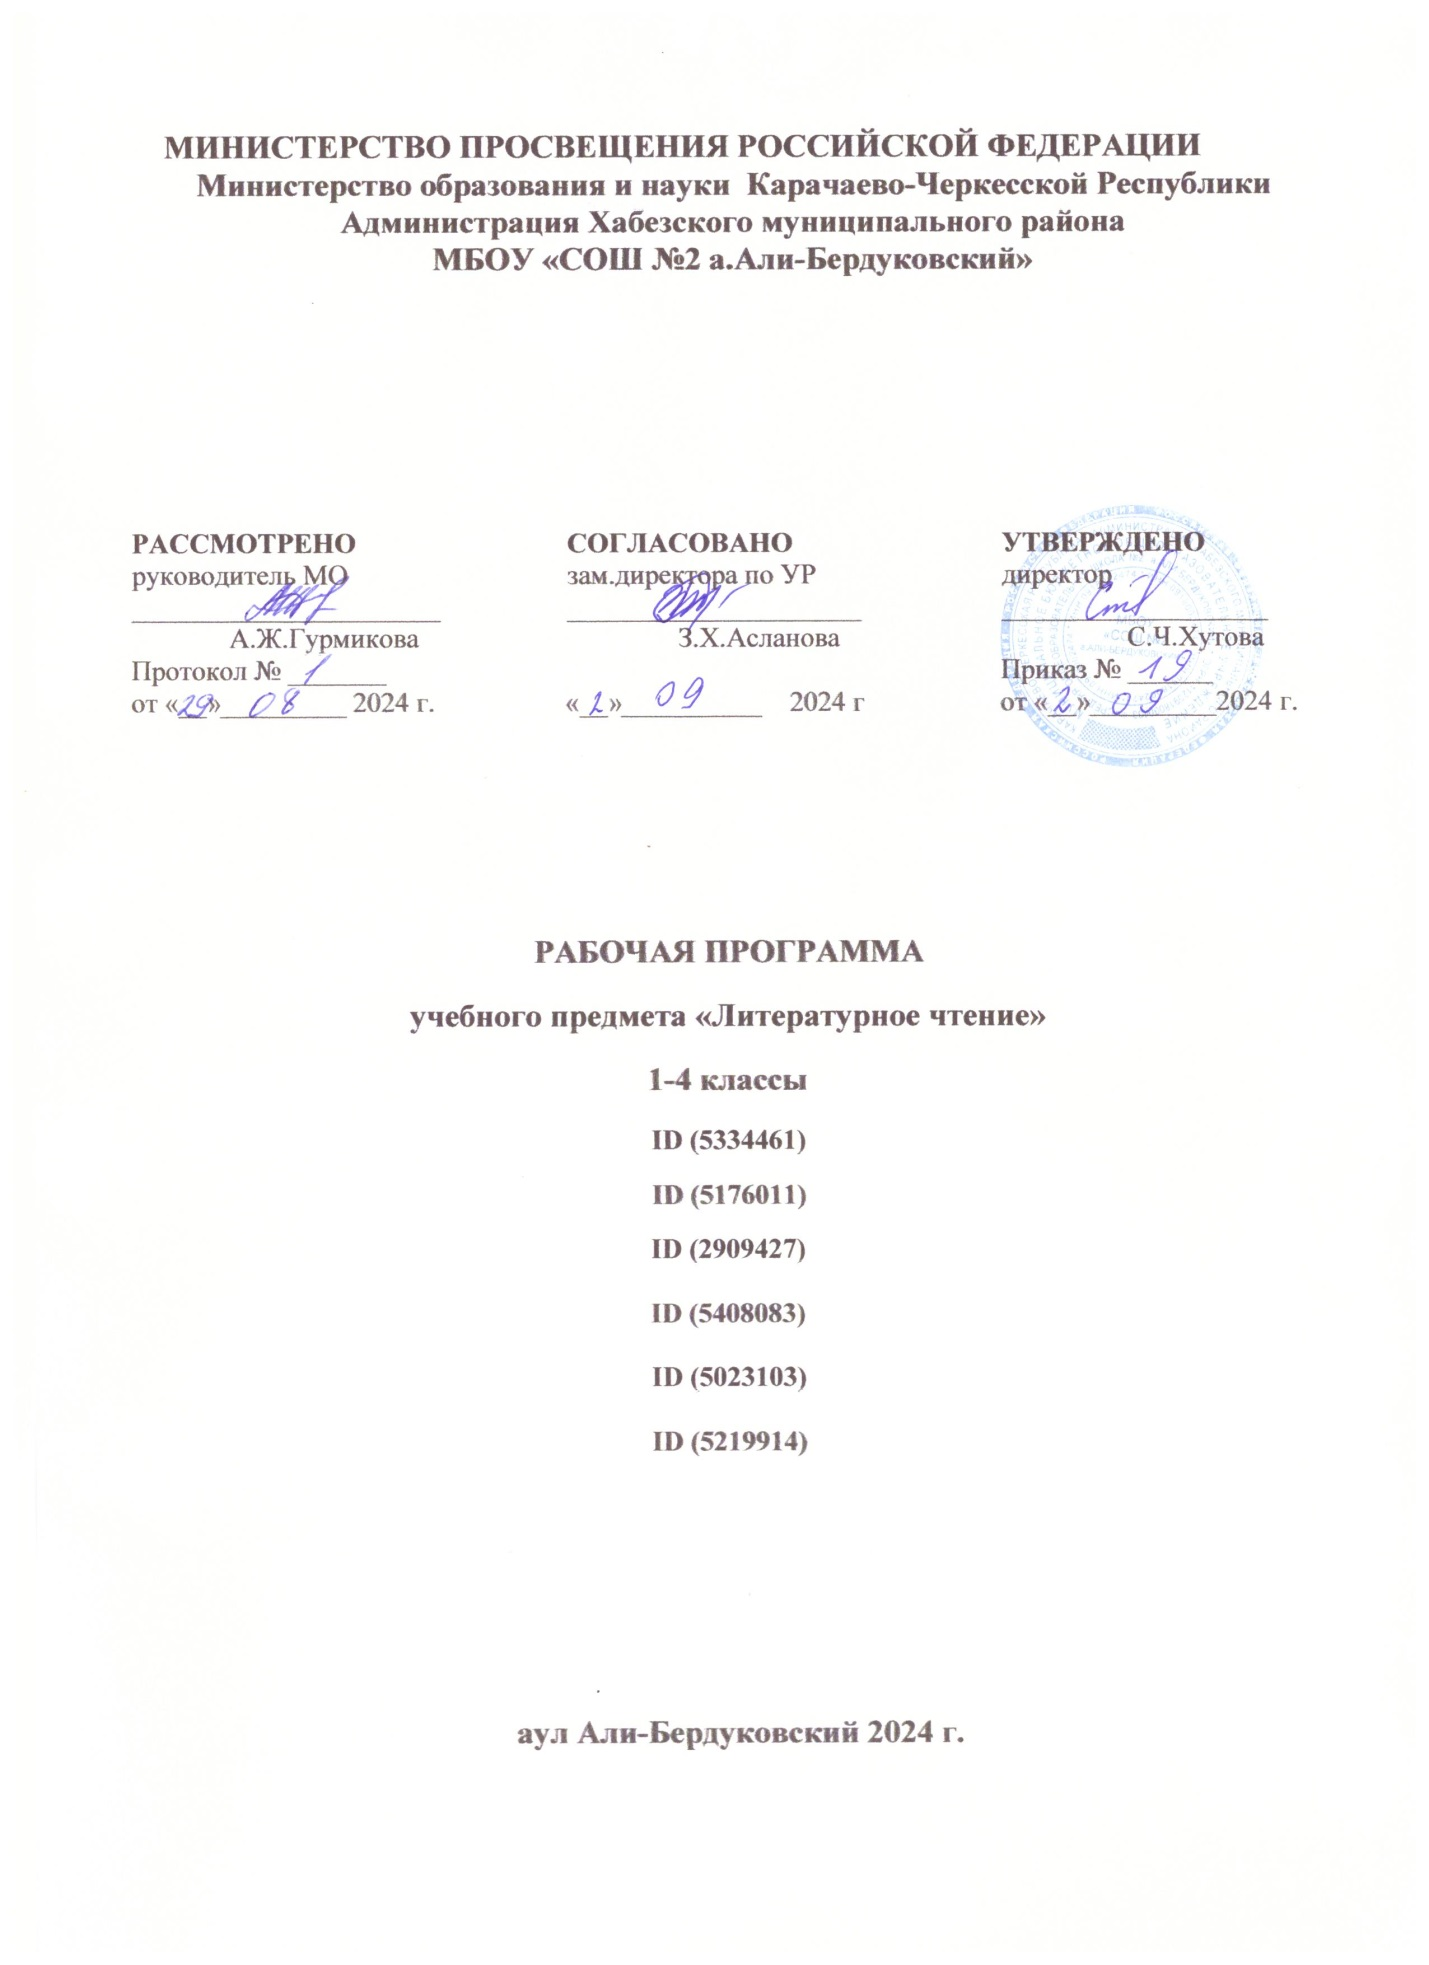 МИНИСТЕРСТВО ПРОСВЕЩЕНИЯ РОССИЙСКОЙ ФЕДЕРАЦИИ
Министерство образования и науки Карачаево-Черкесской Республики
Администрация Хабезского муниципального района
МБОУ «СОШ №2 а.Али-Бердуковский»
РАССМОТРЕНО
руководитель МО
А.Ж.Гурмикова
Протокол № 1
от «29» 08 2024 г.
СОГЛАСОВАНО
зам.директора по УР
З.Х.Асланова
«2» 09 2024 г
УТВЕРЖДЕНО
директор
С.Ч.Хутова
Приказ № 19
от «2» 09 2024 г.
РАБОЧАЯ ПРОГРАММА
учебного предмета «Литературное чтение»
1-4 классы
ID (5334461)
ID (5176011)
ID (2909427)
ID (5408083)
ID (5023103)
ID (5219914)
аул Али-Бердуковский 2024 г.